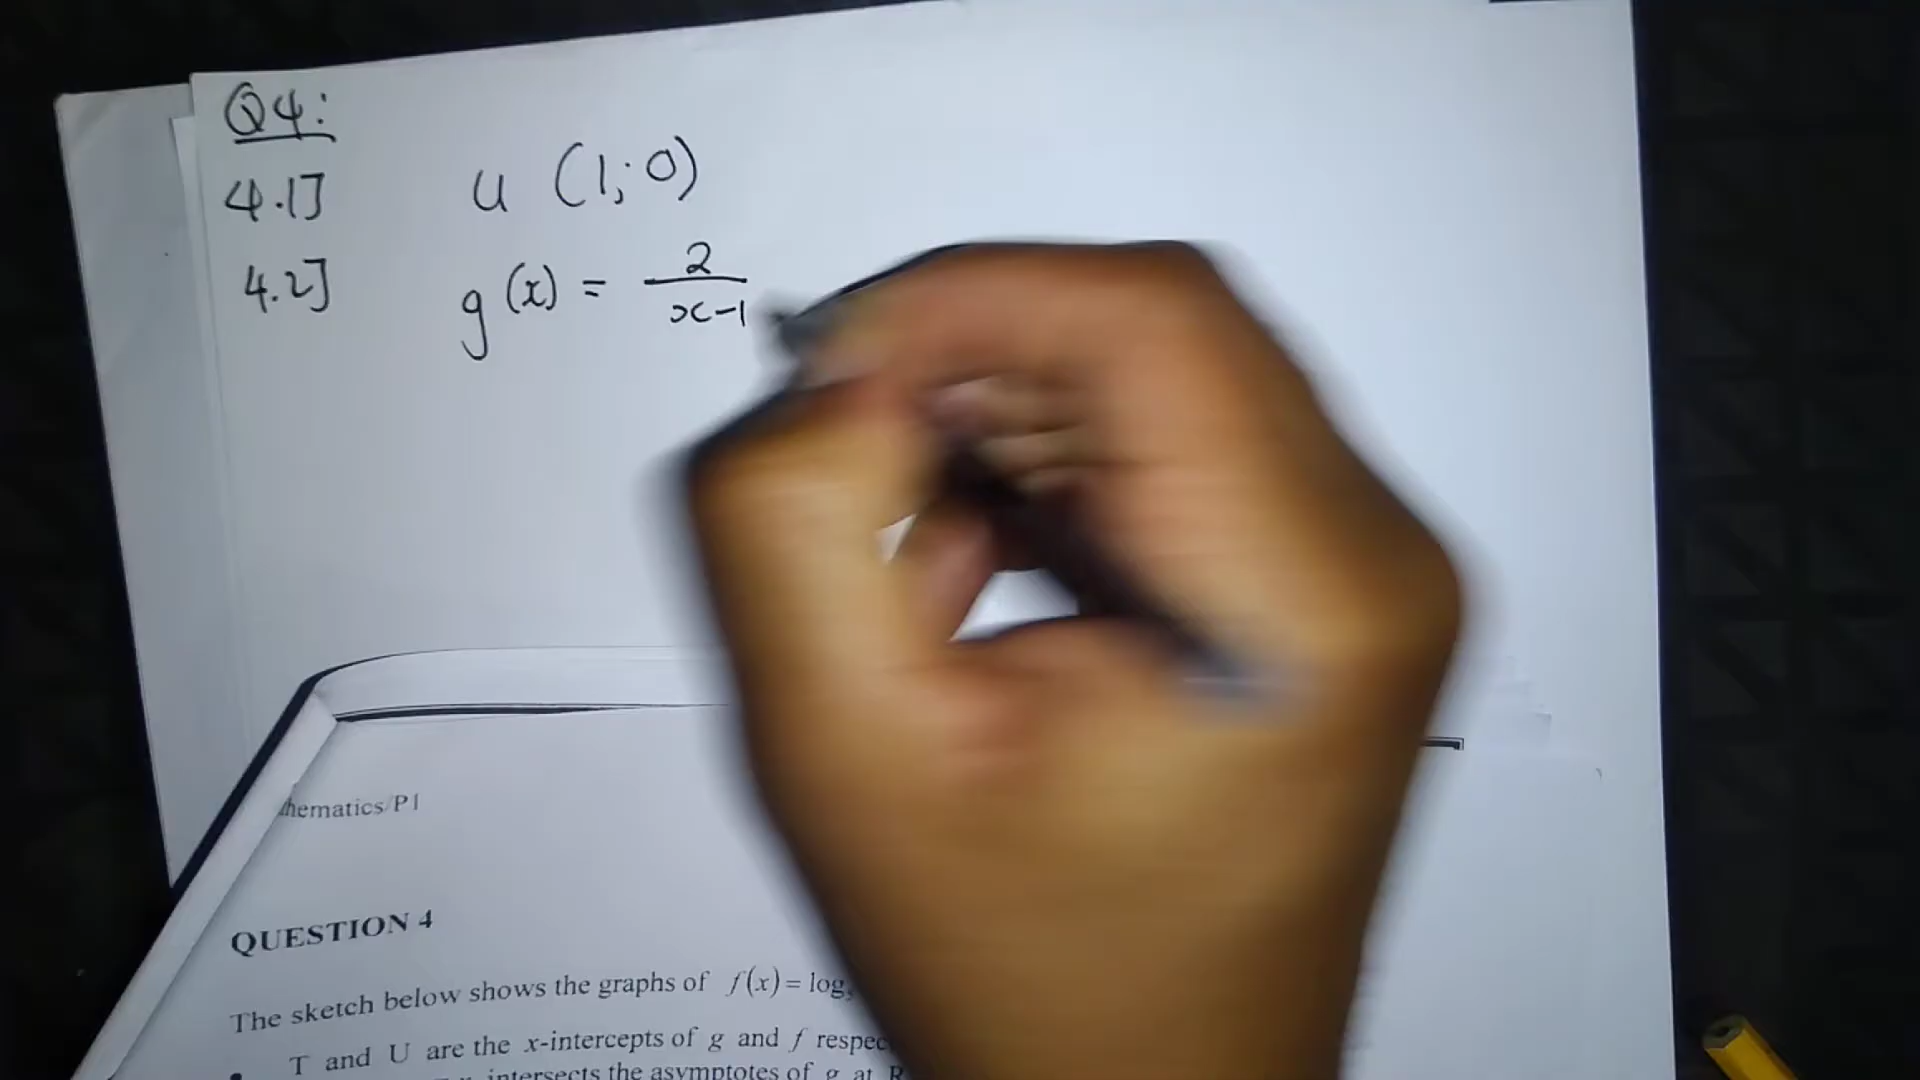 Q4:
4.1] U (1;0)
4.2] g(x) = 2/(x-1)
hematics/P1
QUESTION 4
The sketch below shows the graphs of f(x) = log
• T and U are the x-intercepts of g and f
intersects the asymptotes of g at R